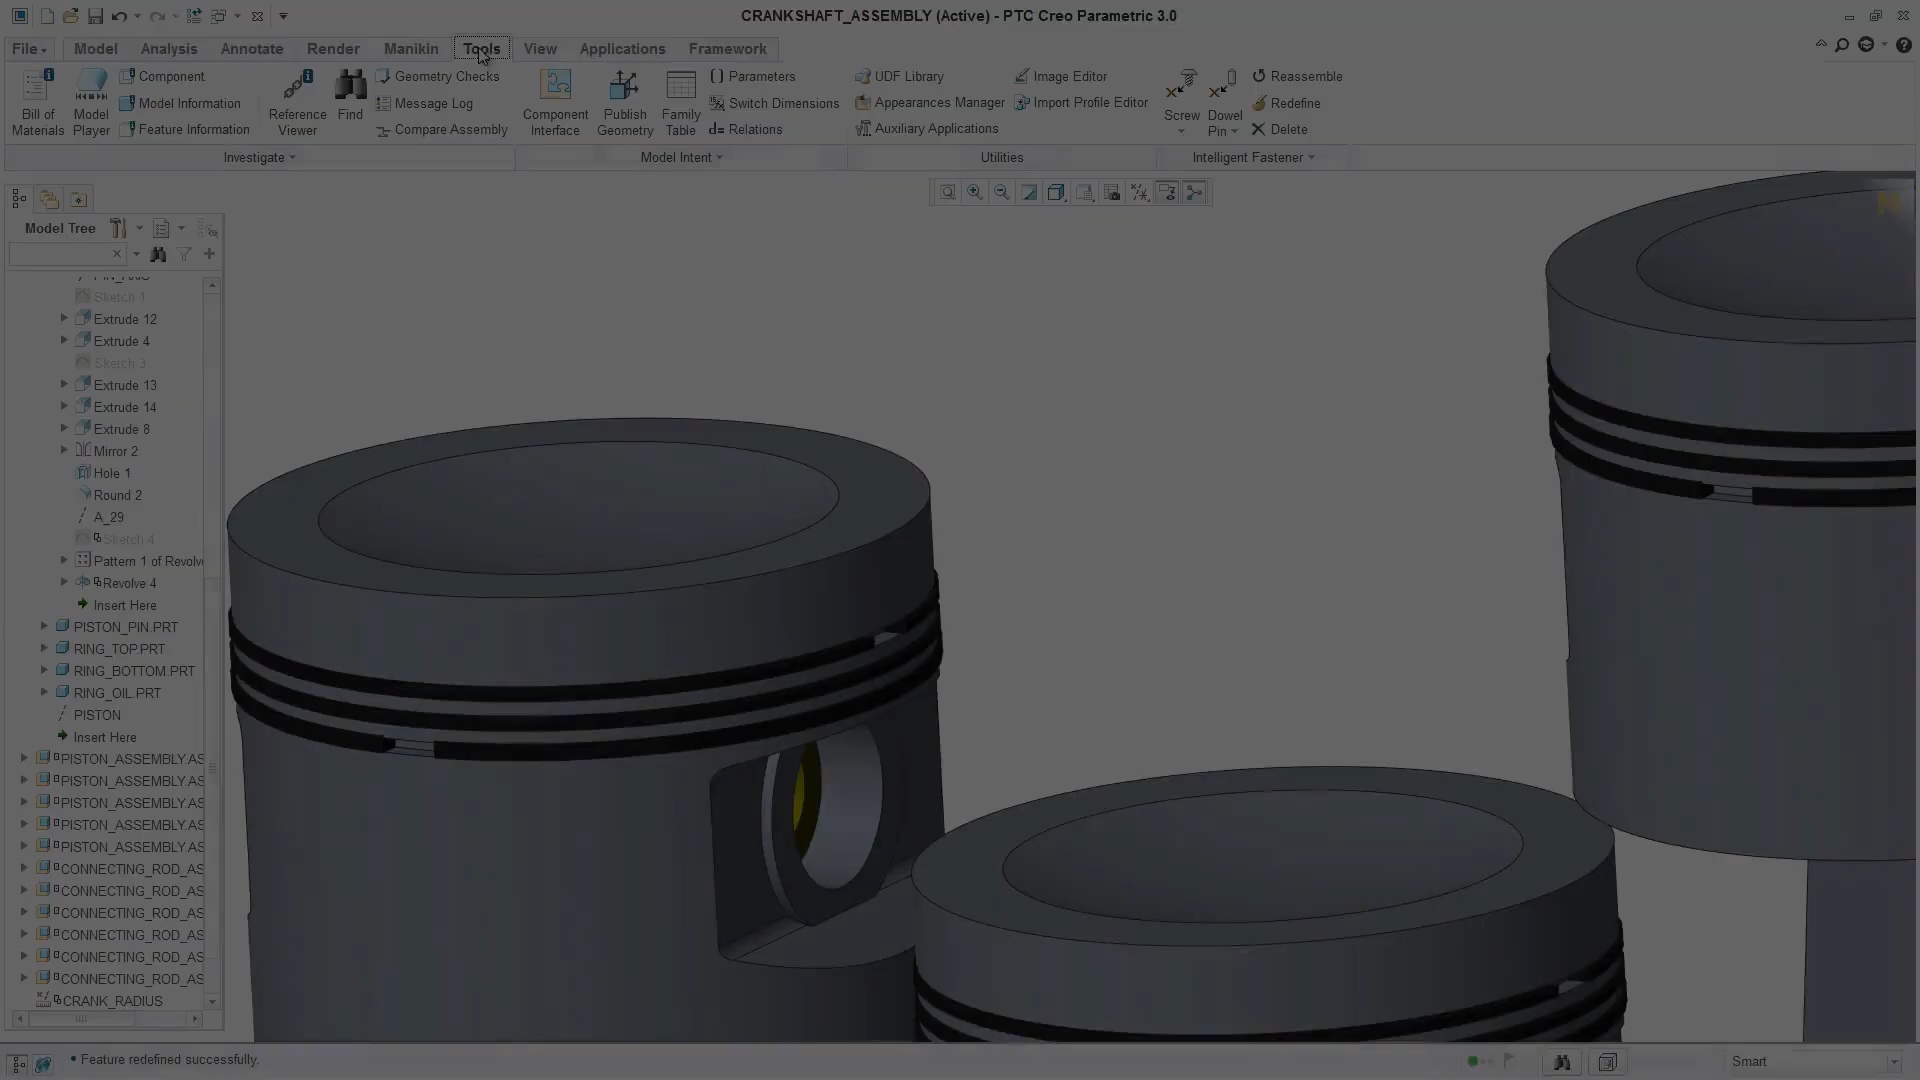 CRANKSHAFT_ASSEMBLY (Active) - PTC Creo Parametric 3.0
File Model Analysis Annotate Render Manikin Tools View Applications Framework
Bill of Materials
Model Player
Component
Model Information
Feature Information
Reference Viewer
Find
Geometry Checks
Message Log
Compare Assembly
Component Interface
Publish Geometry
Family Table
Parameters
Switch Dimensions
d= Relations
UDF Library
Appearances Manager
Auxiliary Applications
Image Editor
Import Profile Editor
Screw
Dowel Pin
Reassemble
Redefine
Delete
Investigate Model Intent Utilities Intelligent Fastener
Model Tree
Sketch 1
Extrude 12
Extrude 4
Sketch 3
Extrude 13
Extrude 14
Extrude 8
Mirror 2
Hole 1
Round 2
A_29
Sketch 4
Pattern 1 of Revolv
Revolve 4
Insert Here
PISTON_PIN.PRT
RING_TOP.PRT
RING_BOTTOM.PRT
RING_OIL.PRT
PISTON
Insert Here
PISTON_ASSEMBLY.AS
PISTON_ASSEMBLY.AS
PISTON_ASSEMBLY.AS
PISTON_ASSEMBLY.AS
PISTON_ASSEMBLY.AS
CONNECTING_ROD_AS
CONNECTING_ROD_AS
CONNECTING_ROD_AS
CONNECTING_ROD_AS
CONNECTING_ROD_AS
CONNECTING_ROD_AS
CRANK_RADIUS
• Feature redefined successfully.
Smart